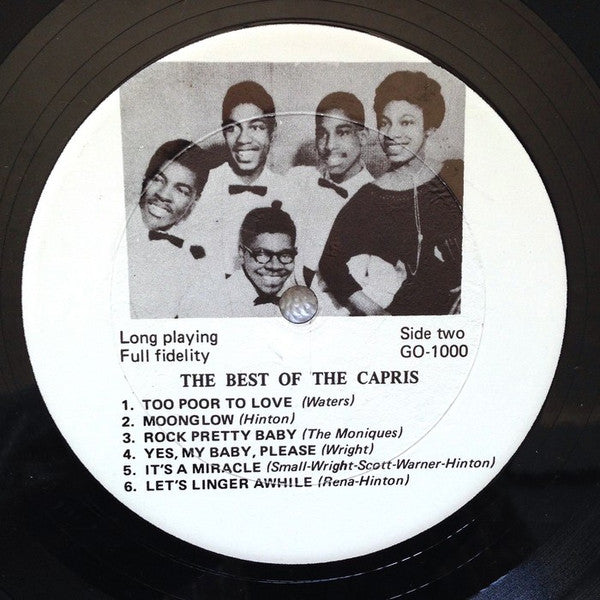 Long playing
Full fidelity
Side two
GO-1000
THE BEST OF THE CAPRIS
1. TOO POOR TO LOVE (Waters)
2. MOONGLOW (Hinton)
3. ROCK PRETTY BABY (The Moniques)
4. YES, MY BABY, PLEASE (Wright)
5. IT'S A MIRACLE (Small-Wright-Scott-Warner-Hinton)
6. LET'S LINGER AWHILE (Rena-Hinton)